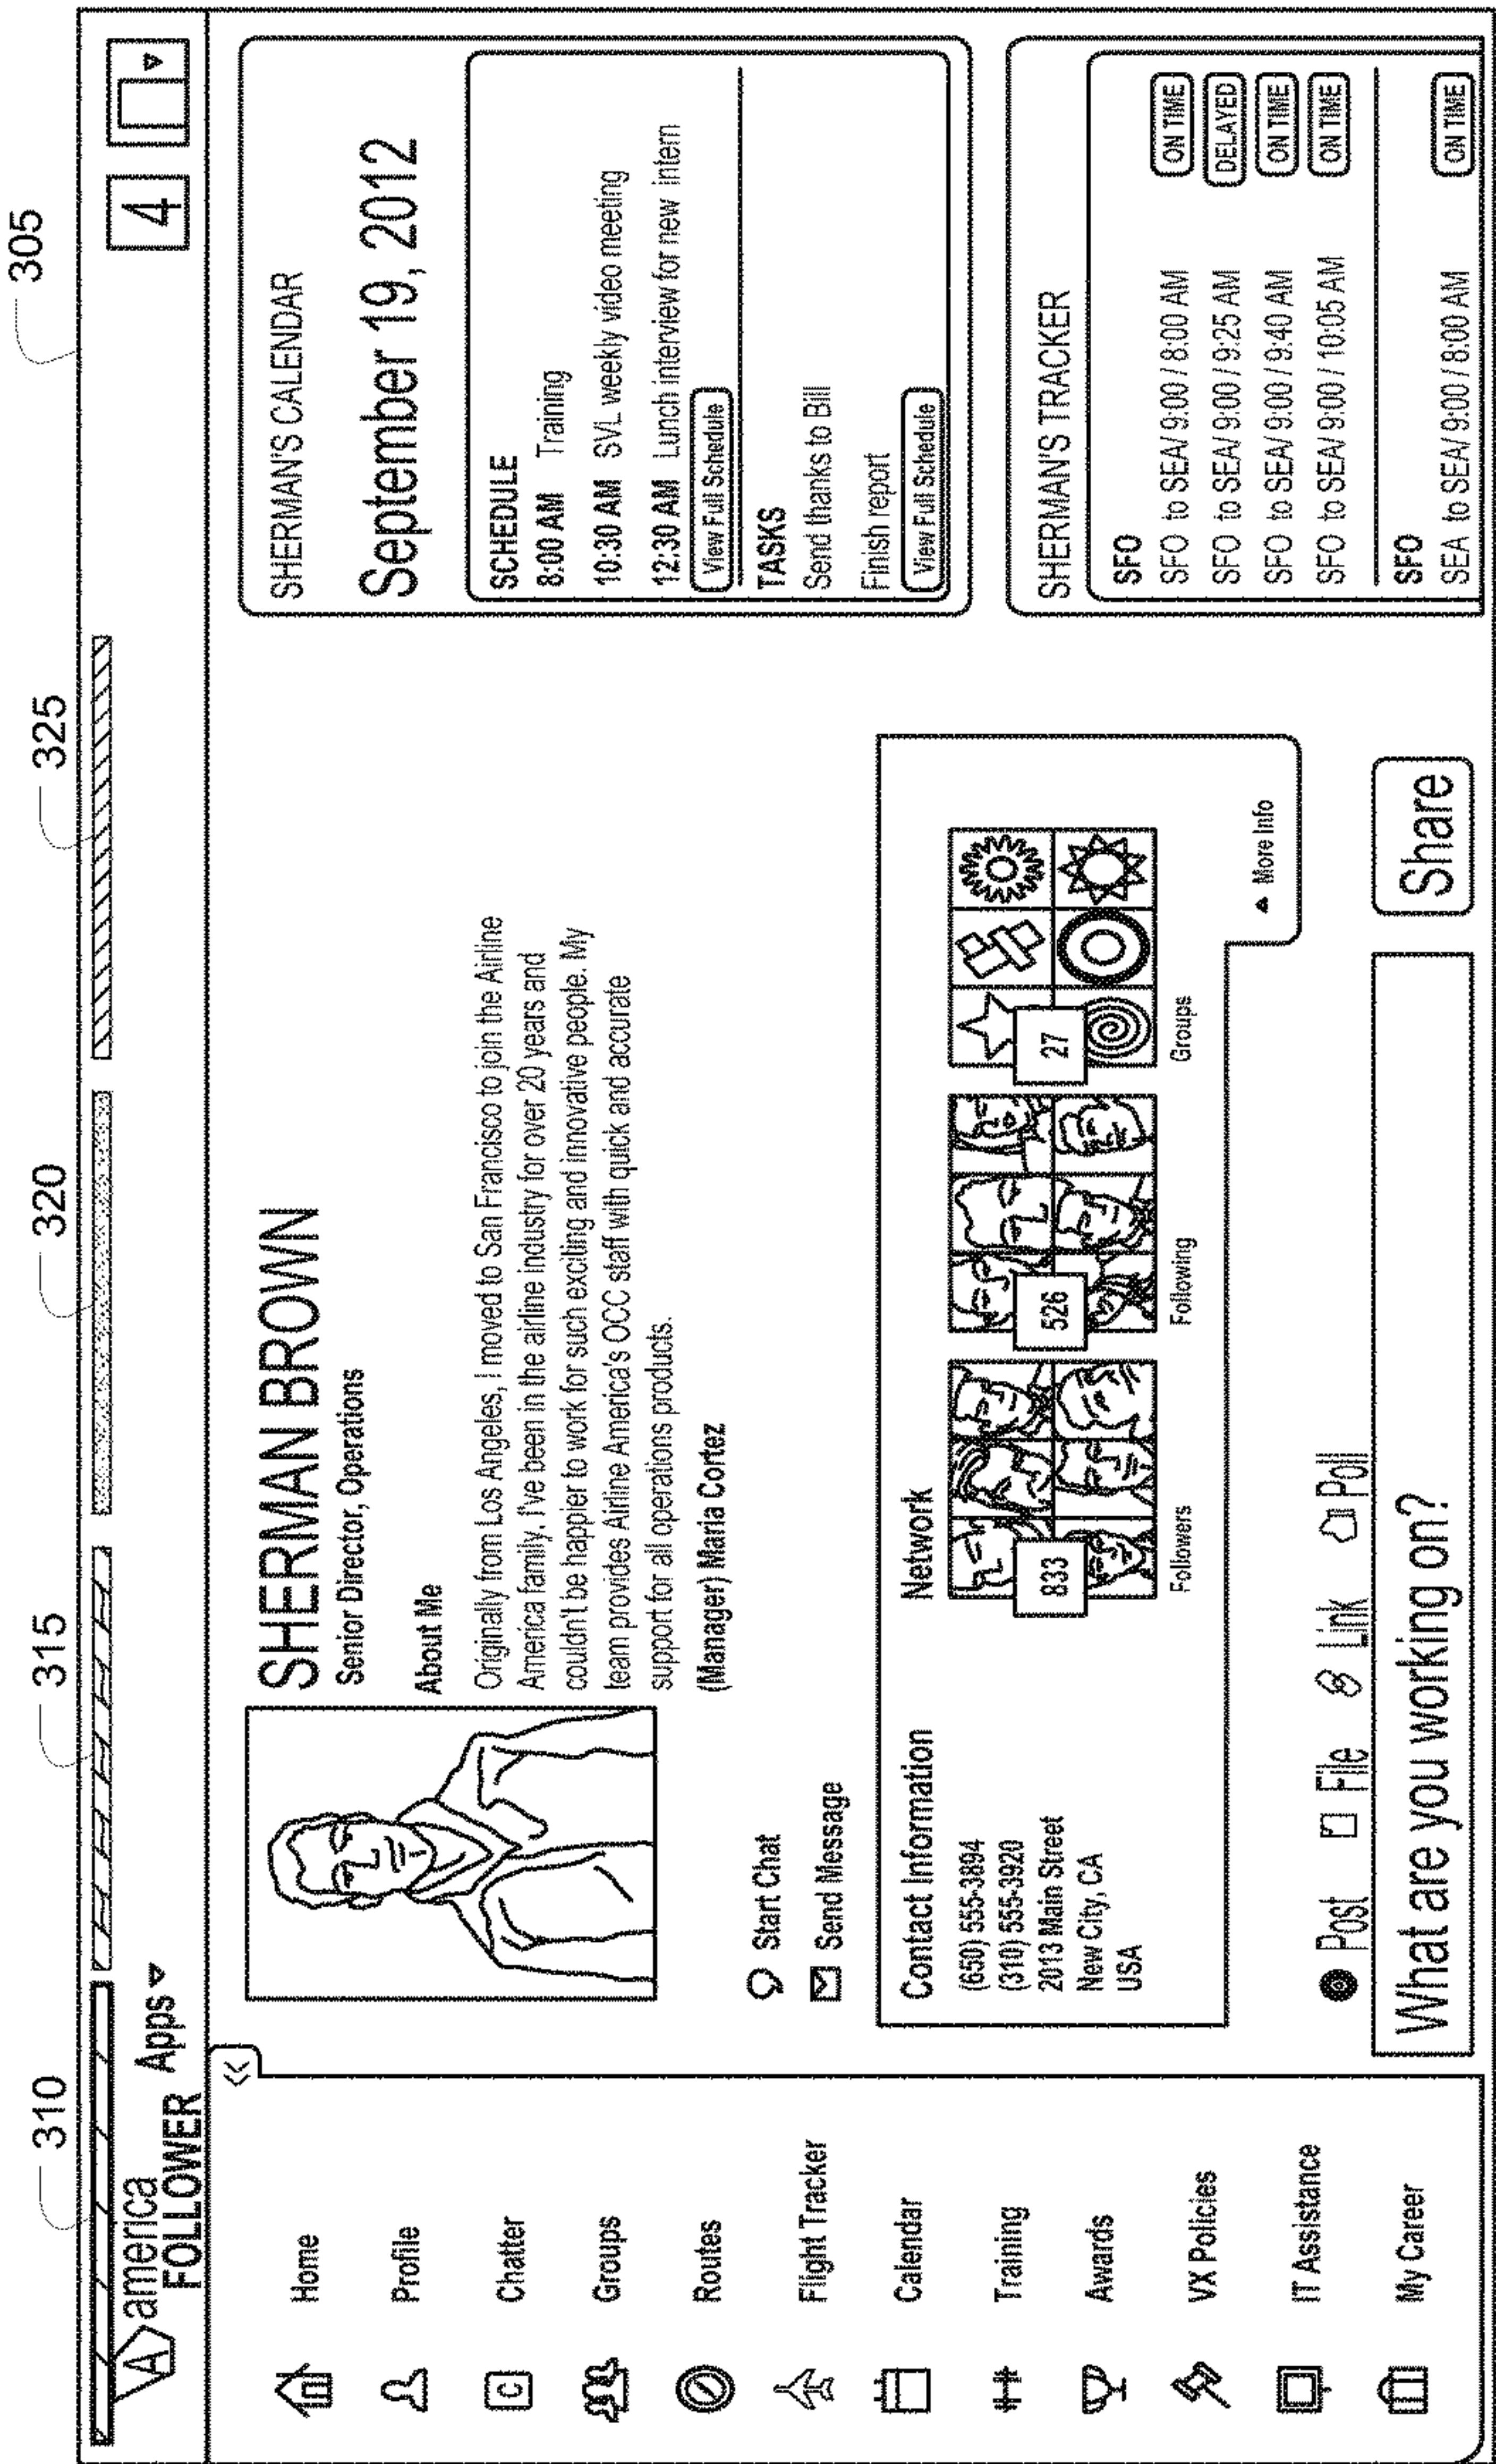 305
310
315
320
325
A america
FOLLOWER
Apps
4
Home
Profile
C Chatter
Groups
Routes
Flight Tracker
Calendar
Training
Awards
VX Policies
IT Assistance
My Career
SHERMAN BROWN
Senior Director, Operations
About Me
Originally from Los Angeles, I moved to San Francisco to join the Airline
America family. I've been in the airline industry for over 20 years and
couldn't be happier to work for such exciting and innovative people. My
team provides Airline America's OCC staff with quick and accurate
support for all operations products.
(Manager) Maria Cortez
Start Chat
Send Message
Contact Information
(650) 555-3894
(310) 555-3920
2013 Main Street
New City, CA
USA
Network
833
Followers
526
Following
27
Groups
More Info
Post File Link Poll
What are you working on?
Share
SHERMAN'S CALENDAR
September 19, 2012
SCHEDULE
8:00 AM Training
10:30 AM SVL weekly video meeting
12:30 AM Lunch interview for new intern
View Full Schedule
TASKS
Send thanks to Bill
Finish report
View Full Schedule
SHERMAN'S TRACKER
SFO
SFO to SEA/ 9:00 / 8:00 AM ON TIME
SFO to SEA/ 9:00 / 9:25 AM DELAYED
SFO to SEA/ 9:00 / 9:40 AM ON TIME
SFO to SEA/ 9:00 / 10:05 AM ON TIME
SFO
SEA to SEA/ 9:00 / 8:00 AM ON TIME